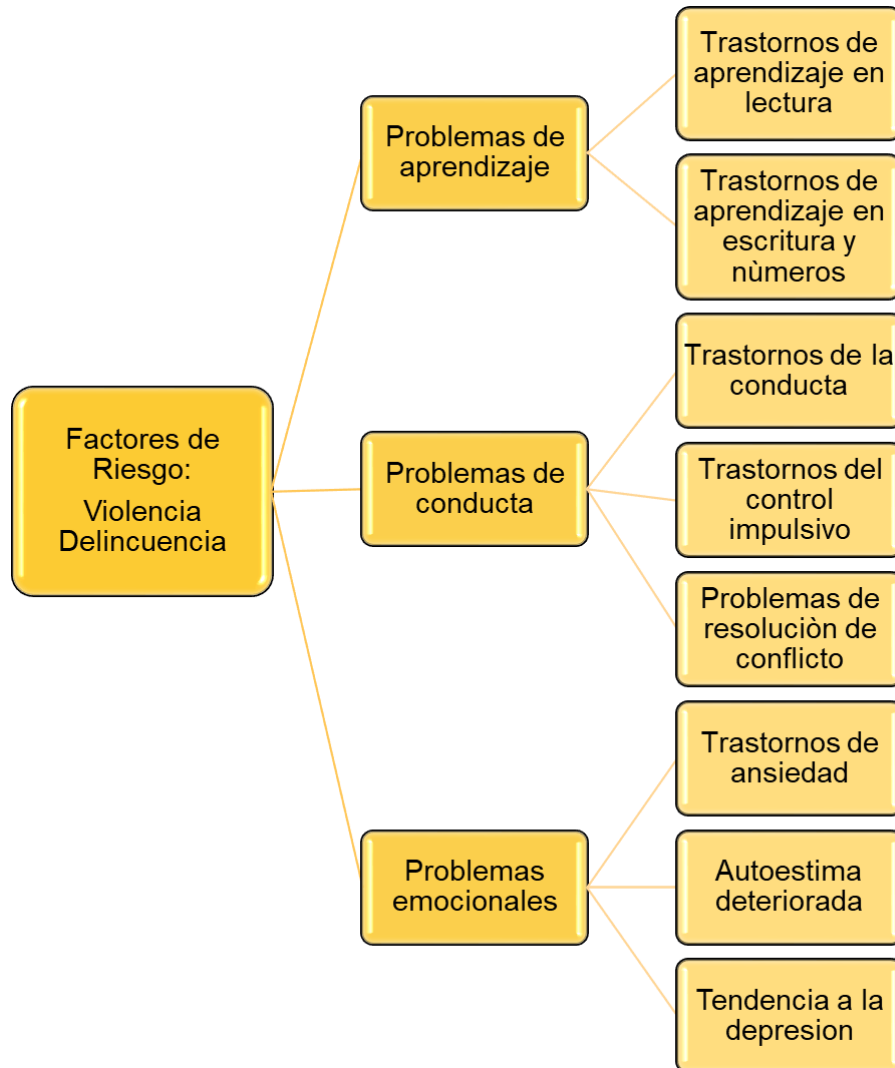 Factores de
Riesgo:
Violencia
Delincuencia
Problemas de
aprendizaje
Trastornos de
aprendizaje en
lectura
Trastornos de
aprendizaje en
escritura y
nùmeros
Problemas de
conducta
Trastornos de la
conducta
Trastornos del
control
impulsivo
Problemas de
resoluciòn de
conflicto
Problemas
emocionales
Trastornos de
ansiedad
Autoestima
deteriorada
Tendencia a la
depresion